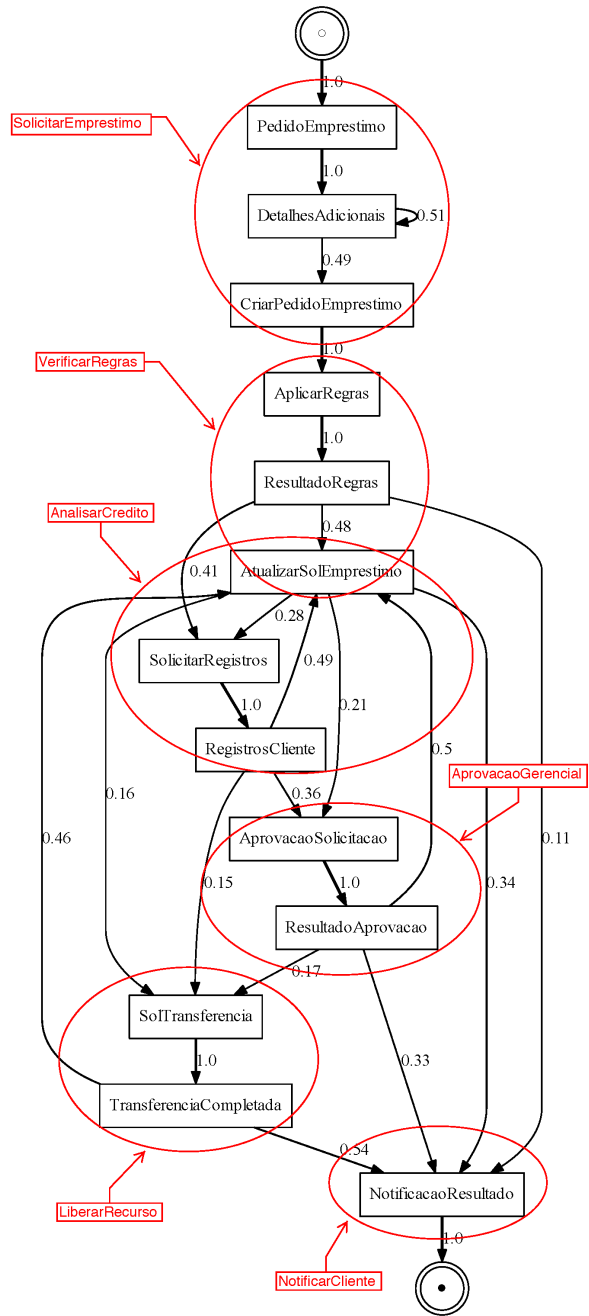 1.0
SolicitarEmprestimo
PedidoEmprestimo
1.0
DetalhesAdicionais
0.51
0.49
CriarPedidoEmprestimo
1.0
VerificarRegras
AplicarRegras
1.0
ResultadoRegras
AnalisarCredito
0.48
0.41
AtualizarSolEmprestimo
0.28
SolicitarRegistros
0.49
1.0
0.21
RegistrosCliente
0.5
AprovacaoGerencial
0.16
0.36
AprovacaoSolicitacao
0.46
0.11
0.15
1.0
0.34
ResultadoAprovacao
0.17
SolTransferencia
1.0
0.33
TransferenciaCompletada
0.54
NotificacaoResultado
LiberarRecurso
1.0
NotificarCliente